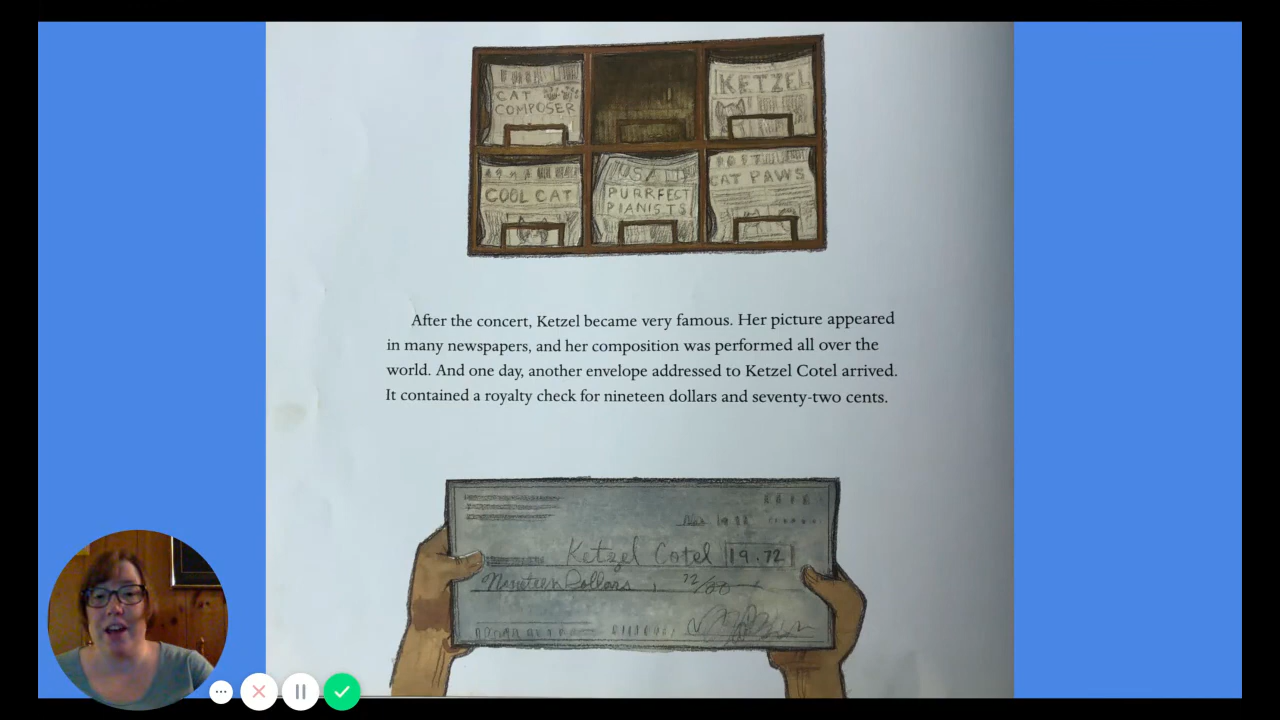 CAT
COMPOSER
KETZEL
COOL CAT
USA
PURRFECT
PIANISTS
CAT PAWS
After the concert, Ketzel became very famous. Her picture appeared
in many newspapers, and her composition was performed all over the
world. And one day, another envelope addressed to Ketzel Cotel arrived.
It contained a royalty check for nineteen dollars and seventy-two cents.
Ketzel Cotel 19.72
Nineteen Dollars, 72/00